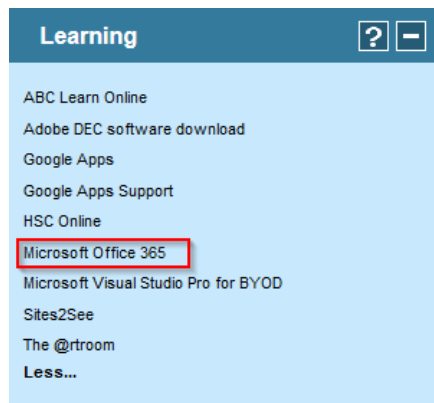 Learning ? –
ABC Learn Online
Adobe DEC software download
Google Apps
Google Apps Support
HSC Online
Microsoft Office 365
Microsoft Visual Studio Pro for BYOD
Sites2See
The @rtroom
Less...